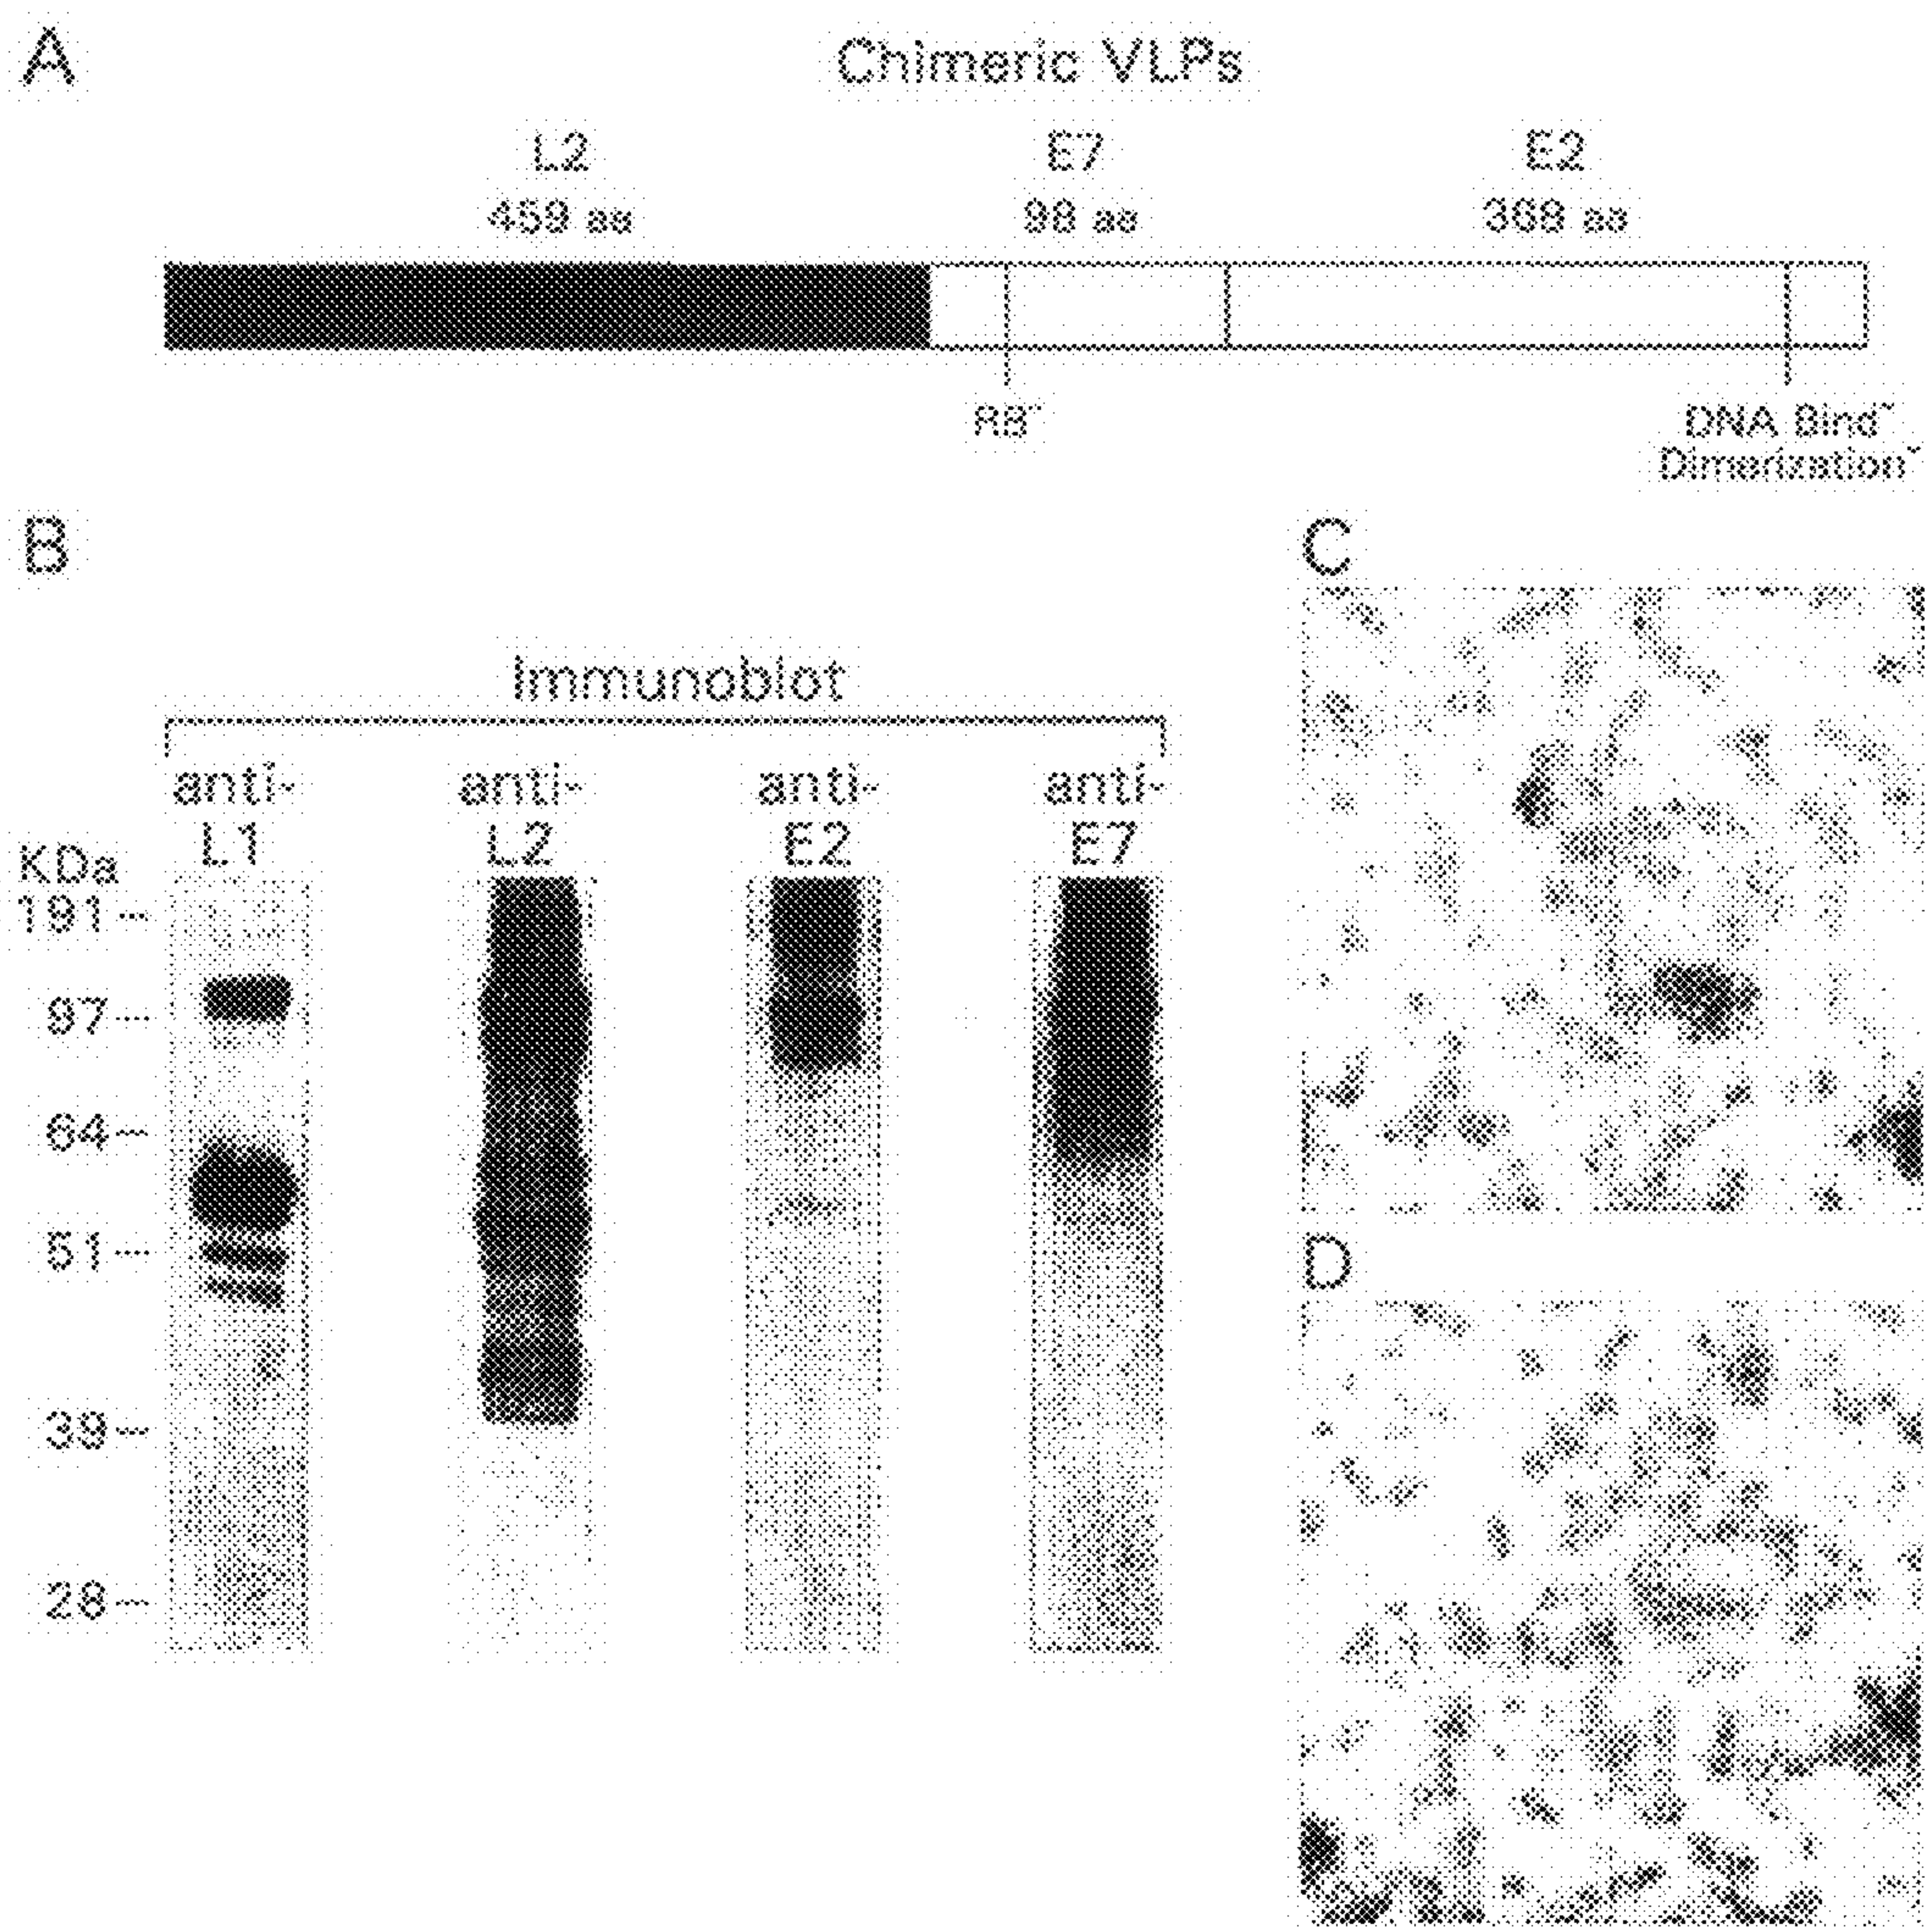 A
Chimeric VLPs
L2 E7 E2
459 aa 98 aa 368 aa
RB⁻
DNA Bind⁻
Dimerization⁻
B
C
Immunoblot
anti- anti- anti- anti-
L1 L2 E2 E7
KDa
191
97
64
51
39
28
D